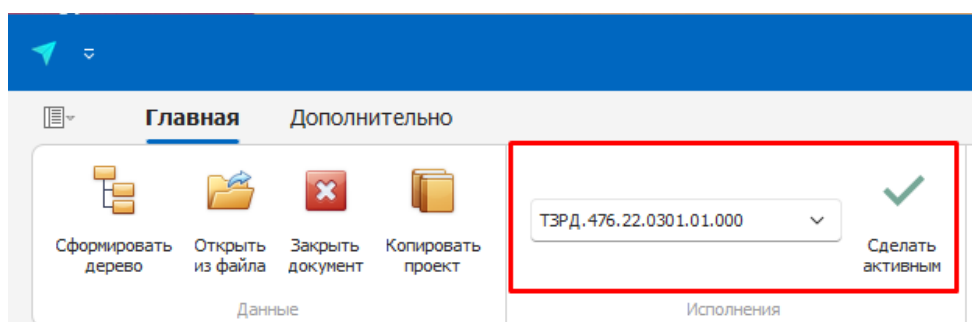 Главная Дополнительно
Сформировать дерево
Открыть из файла
Закрыть документ
Копировать проект
Данные
ТЗРД.476.22.0301.01.000
Сделать активным
Исполнения